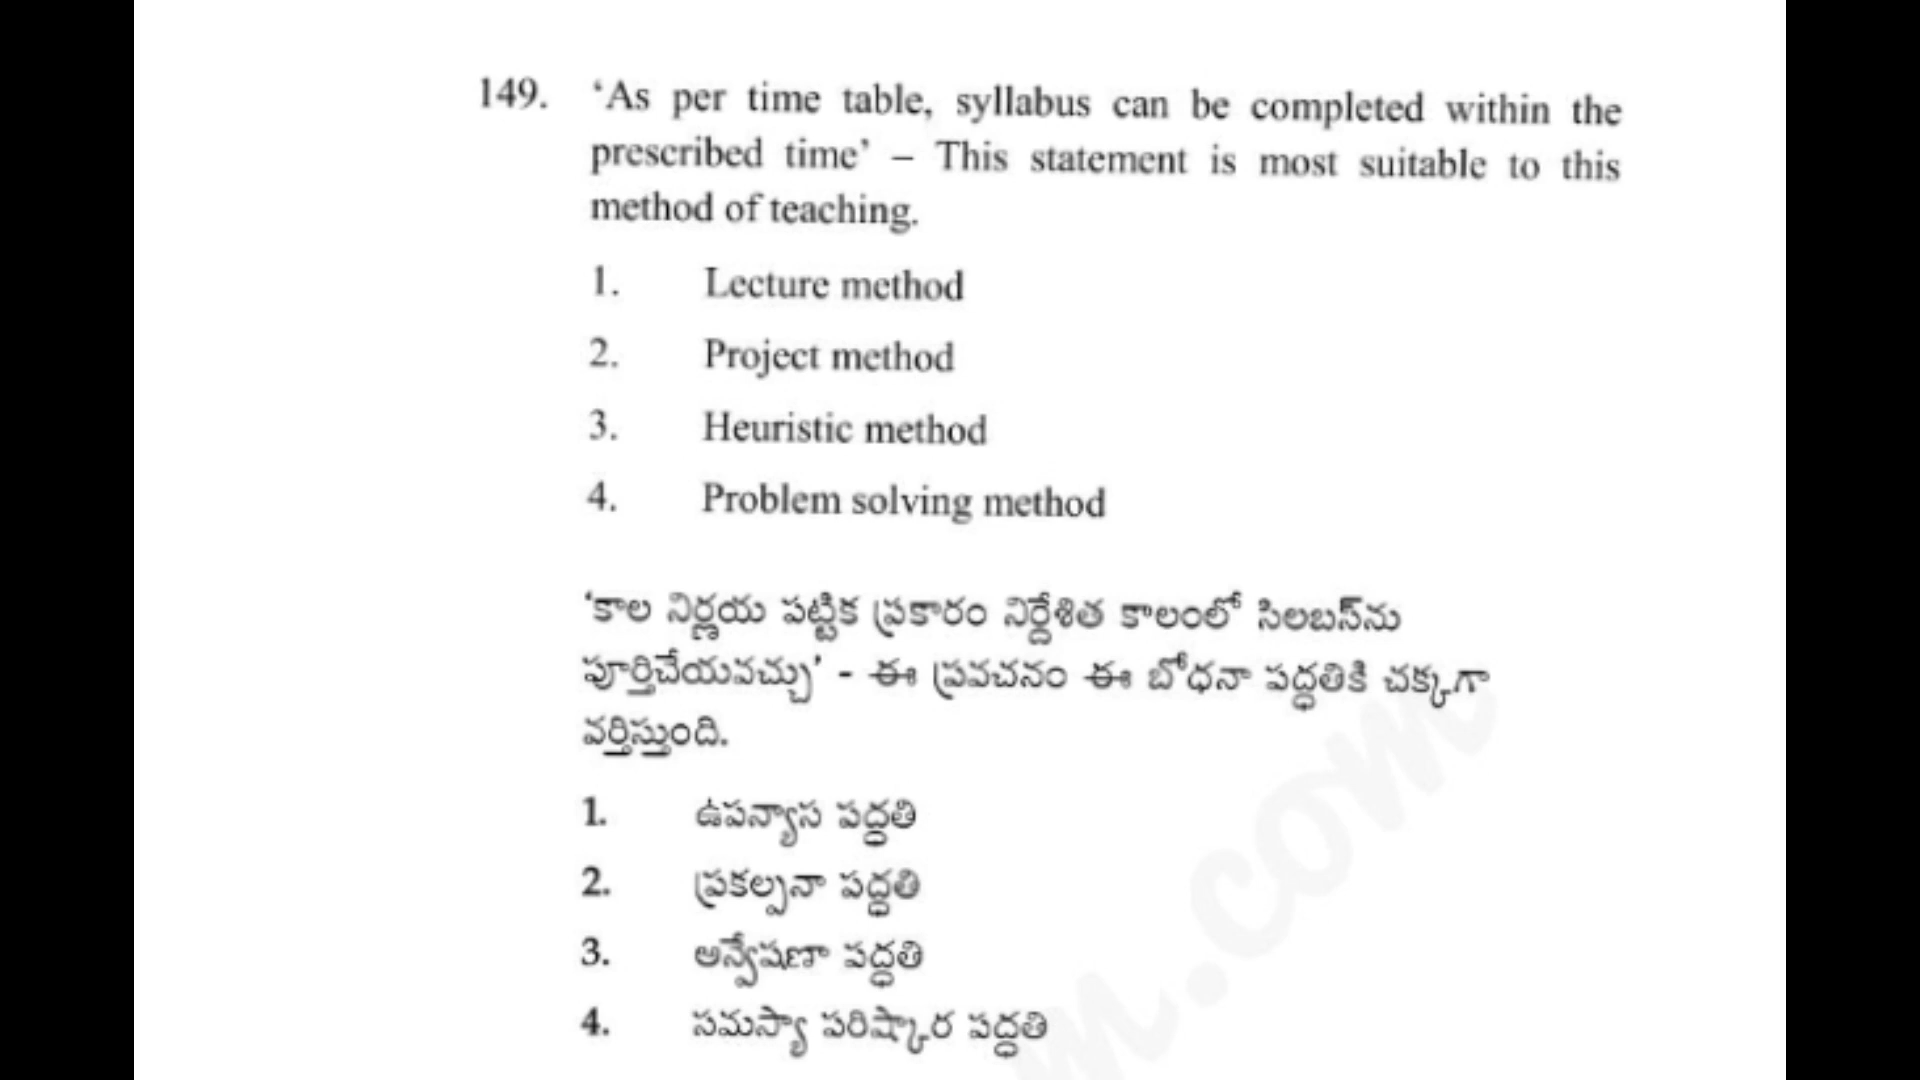 149. ‘As per time table, syllabus can be completed within the
prescribed time’ – This statement is most suitable to this
method of teaching.
1. Lecture method
2. Project method
3. Heuristic method
4. Problem solving method
‘కాల నిర్ణయ పట్టిక ప్రకారం నిర్దేశిత కాలంలో సిలబస్‌ను
పూర్తిచేయవచ్చు’ - ఈ ప్రవచనం ఈ బోధనా పద్ధతికి చక్కగా
వర్తిస్తుంది.
1. ఉపన్యాస పద్ధతి
2. ప్రకల్పనా పద్ధతి
3. అన్వేషణా పద్ధతి
4. సమస్యా పరిష్కార పద్ధతి
m.com